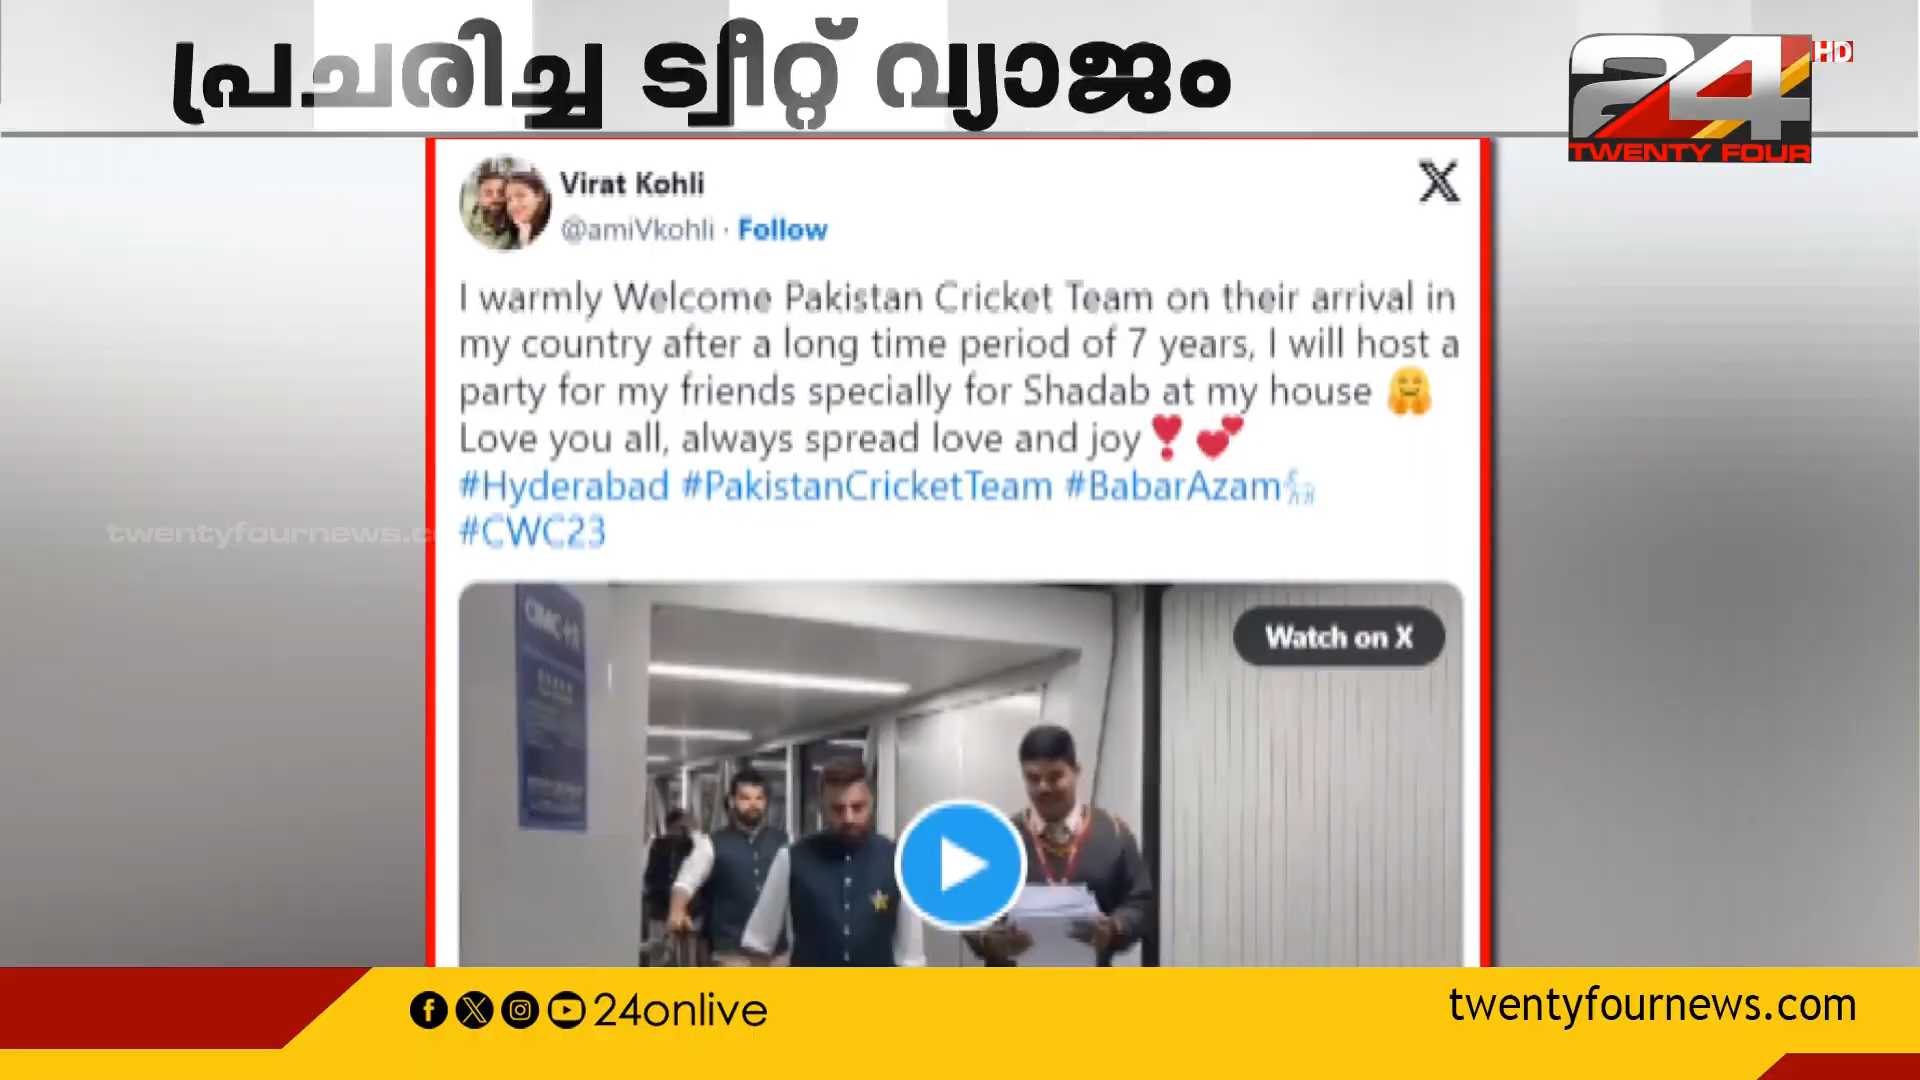 പ്രചരിച്ച ട്വീറ്റ് വ്യാജം
24 HD
TWENTY FOUR
Virat Kohli
@amiVkohli · Follow
I warmly Welcome Pakistan Cricket Team on their arrival in
my country after a long time period of 7 years, I will host a
party for my friends specially for Shadab at my house 🤗
Love you all, always spread love and joy ❣️ 💕
#Hyderabad #PakistanCricketTeam #BabarAzam
#CWC23
twentyfournews.c
Watch on X
24onlive
twentyfournews.com